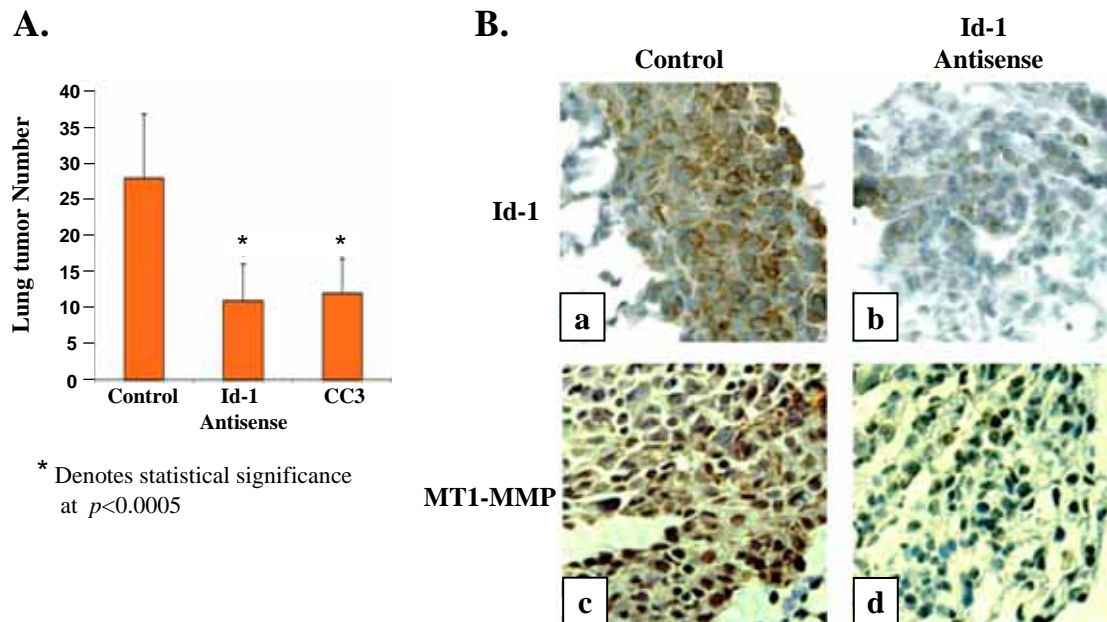 A.
Lung tumor Number
40
35
30
25
20
15
10
5
0
*
*
Control
Id-1
Antisense
CC3
* Denotes statistical significance
at p<0.0005
B.
Control
Id-1
Antisense
Id-1
a
b
MT1-MMP
c
d